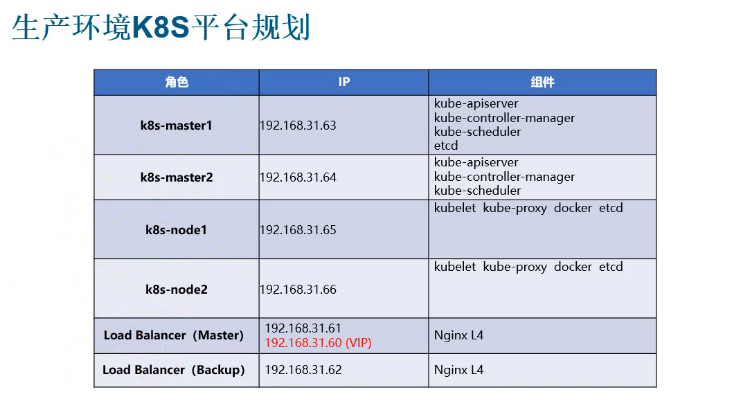 生产环境K8S平台规划
角色 IP 组件
k8s-master1 192.168.31.63 kube-apiserver
kube-controller-manager
kube-scheduler
etcd
k8s-master2 192.168.31.64 kube-apiserver
kube-controller-manager
kube-scheduler
k8s-node1 192.168.31.65 kubelet kube-proxy docker etcd
k8s-node2 192.168.31.66 kubelet kube-proxy docker etcd
Load Balancer（Master） 192.168.31.61
192.168.31.60 (VIP) Nginx L4
Load Balancer（Backup） 192.168.31.62 Nginx L4